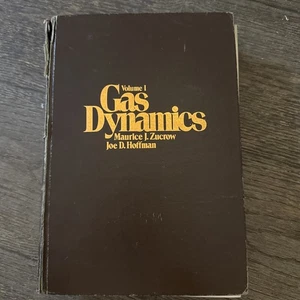 Volume 1
Gas
Dynamics
Maurice J. Zucrow
Joe D. Hoffman